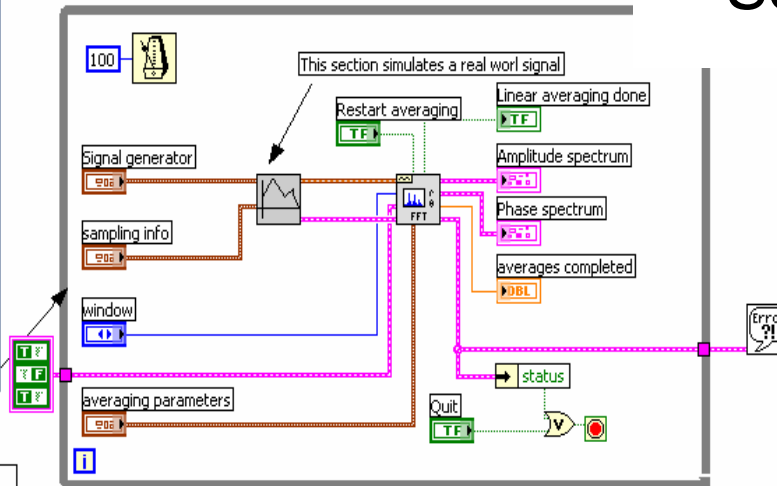 100
This section simulates a real worl signal
Restart averaging
TF
Linear averaging done
TF
Signal generator
Amplitude spectrum
sampling info
Phase spectrum
FFT
averages completed
DBL
window
T
F
T
averaging parameters
status
Quit
TF
V
i
?!